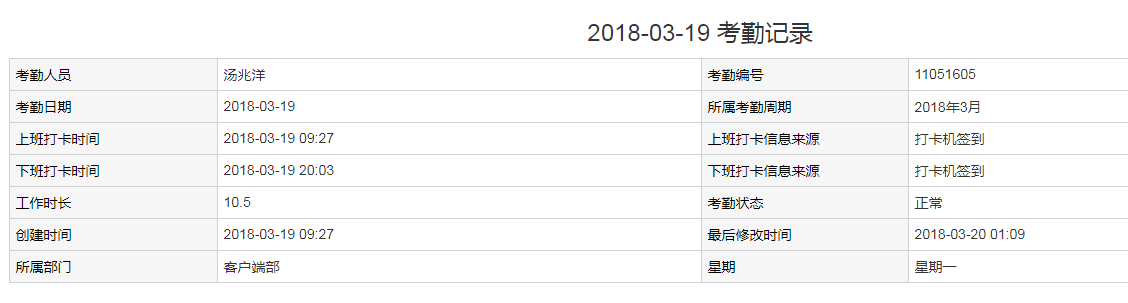 2018-03-19 考勤记录
考勤人员 汤兆洋 考勤编号 11051605
考勤日期 2018-03-19 所属考勤周期 2018年3月
上班打卡时间 2018-03-19 09:27 上班打卡信息来源 打卡机签到
下班打卡时间 2018-03-19 20:03 下班打卡信息来源 打卡机签到
工作时长 10.5 考勤状态 正常
创建时间 2018-03-19 09:27 最后修改时间 2018-03-20 01:09
所属部门 客户端部 星期 星期一